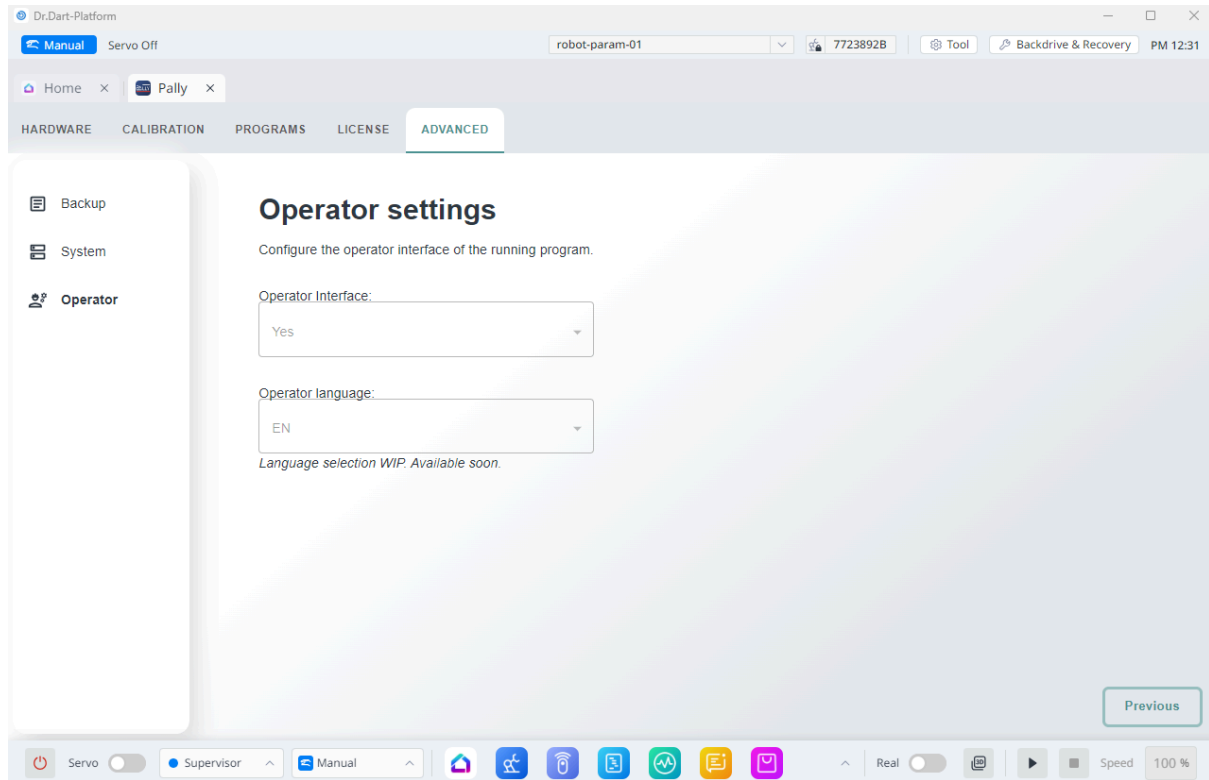 Dr.Dart-Platform
Manual Servo Off robot-param-01 7723892B Tool Backdrive & Recovery PM 12:31
Home Pally
HARDWARE CALIBRATION PROGRAMS LICENSE ADVANCED
Backup
System
Operator
Operator settings
Configure the operator interface of the running program.
Operator Interface:
Yes
Operator language:
EN
Language selection WIP. Available soon.
Previous
Servo Supervisor Manual Real 3D Speed 100 %